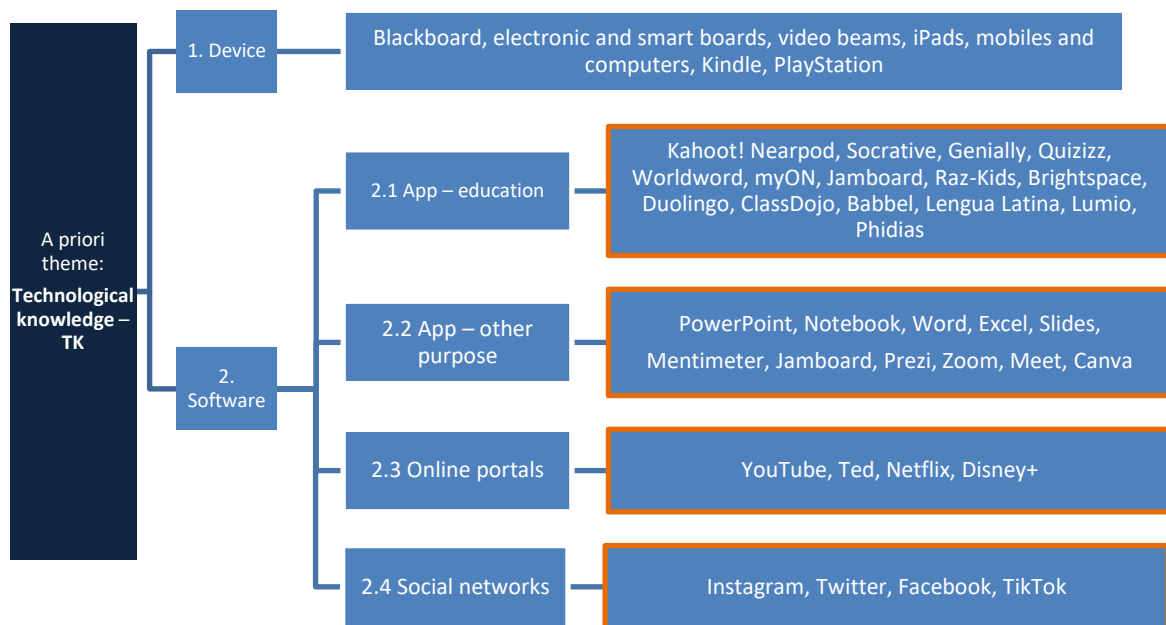 A priori
theme:
Technological
knowledge –
TK
1. Device
Blackboard, electronic and smart boards, video beams, iPads, mobiles and
computers, Kindle, PlayStation
2.
Software
2.1 App – education
Kahoot! Nearpod, Socrative, Genially, Quizizz,
Worldword, myON, Jamboard, Raz-Kids, Brightspace,
Duolingo, ClassDojo, Babbel, Lengua Latina, Lumio,
Phidias
2.2 App – other
purpose
PowerPoint, Notebook, Word, Excel, Slides,
Mentimeter, Jamboard, Prezi, Zoom, Meet, Canva
2.3 Online portals
YouTube, Ted, Netflix, Disney+
2.4 Social networks
Instagram, Twitter, Facebook, TikTok